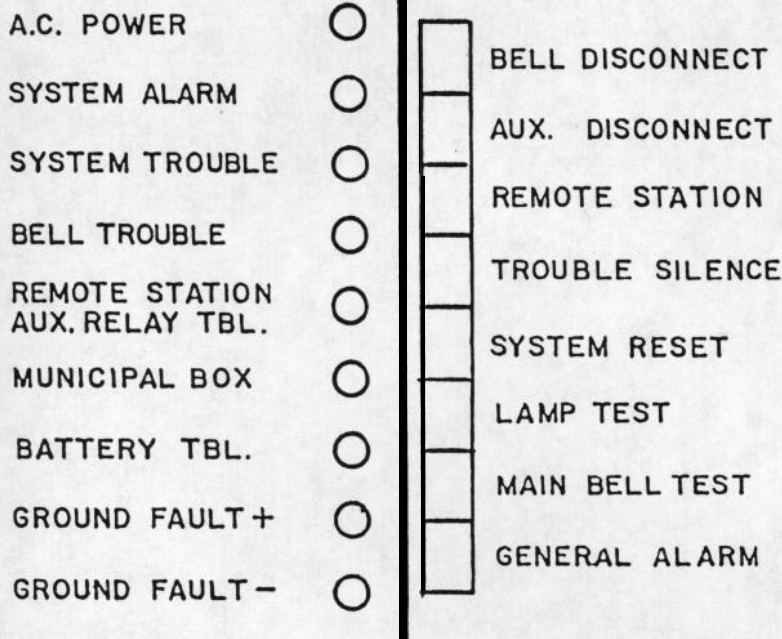 A.C. POWER
SYSTEM ALARM
SYSTEM TROUBLE
BELL TROUBLE
REMOTE STATION
AUX. RELAY TBL.
MUNICIPAL BOX
BATTERY TBL.
GROUND FAULT+
GROUND FAULT-
BELL DISCONNECT
AUX. DISCONNECT
REMOTE STATION
TROUBLE SILENCE
SYSTEM RESET
LAMP TEST
MAIN BELL TEST
GENERAL ALARM